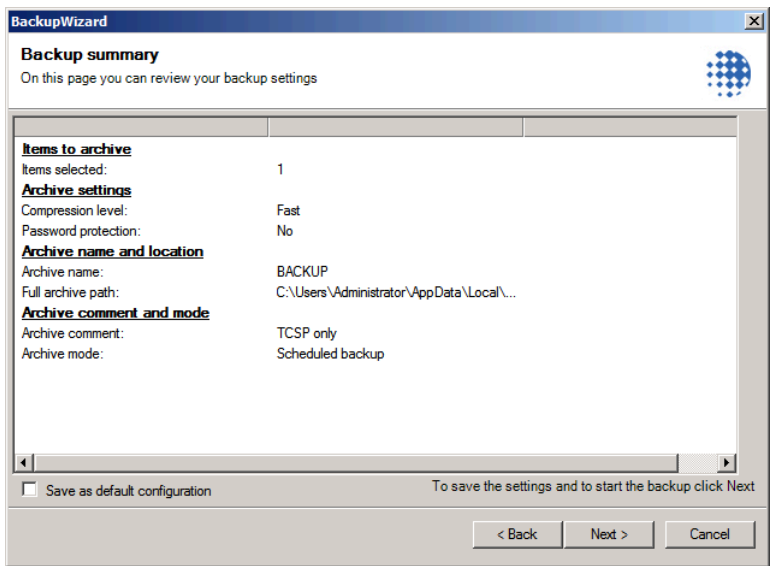 BackupWizard
Backup summary
On this page you can review your backup settings
Items to archive
Items selected: 1
Archive settings
Compression level: Fast
Password protection: No
Archive name and location
Archive name: BACKUP
Full archive path: C:\Users\Administrator\AppData\Local\...
Archive comment and mode
Archive comment: TCSP only
Archive mode: Scheduled backup
Save as default configuration To save the settings and to start the backup click Next
< Back Next > Cancel